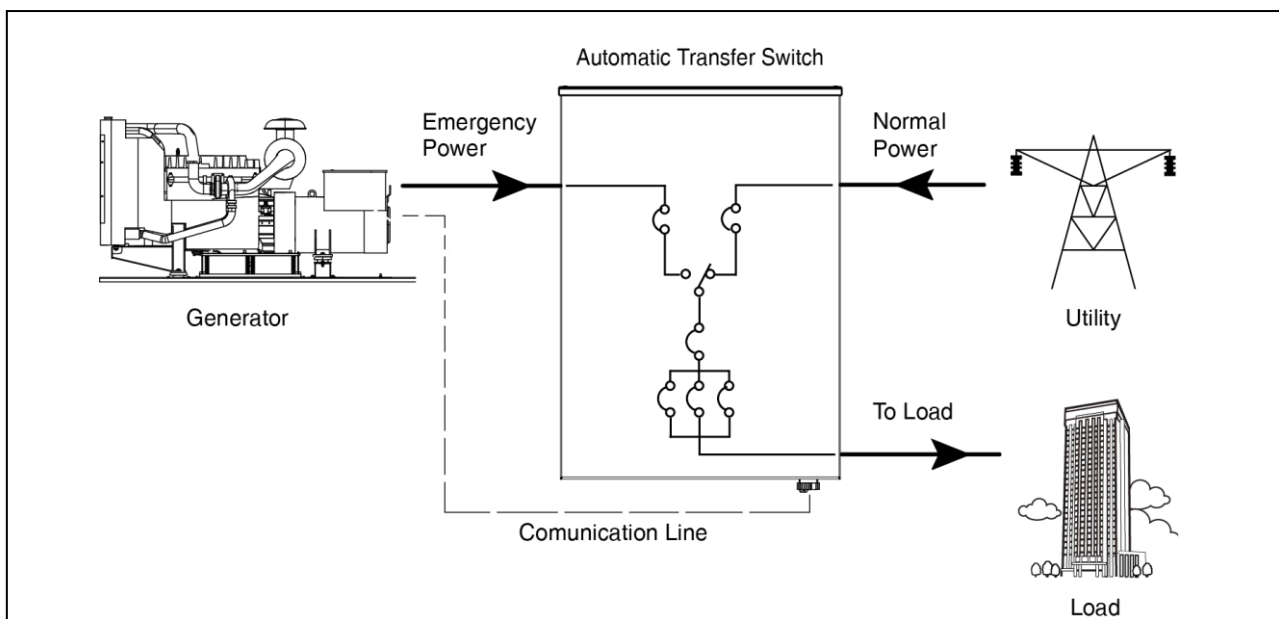 Automatic Transfer Switch
Emergency
Power
Normal
Power
Generator
Utility
To Load
Comunication Line
Load